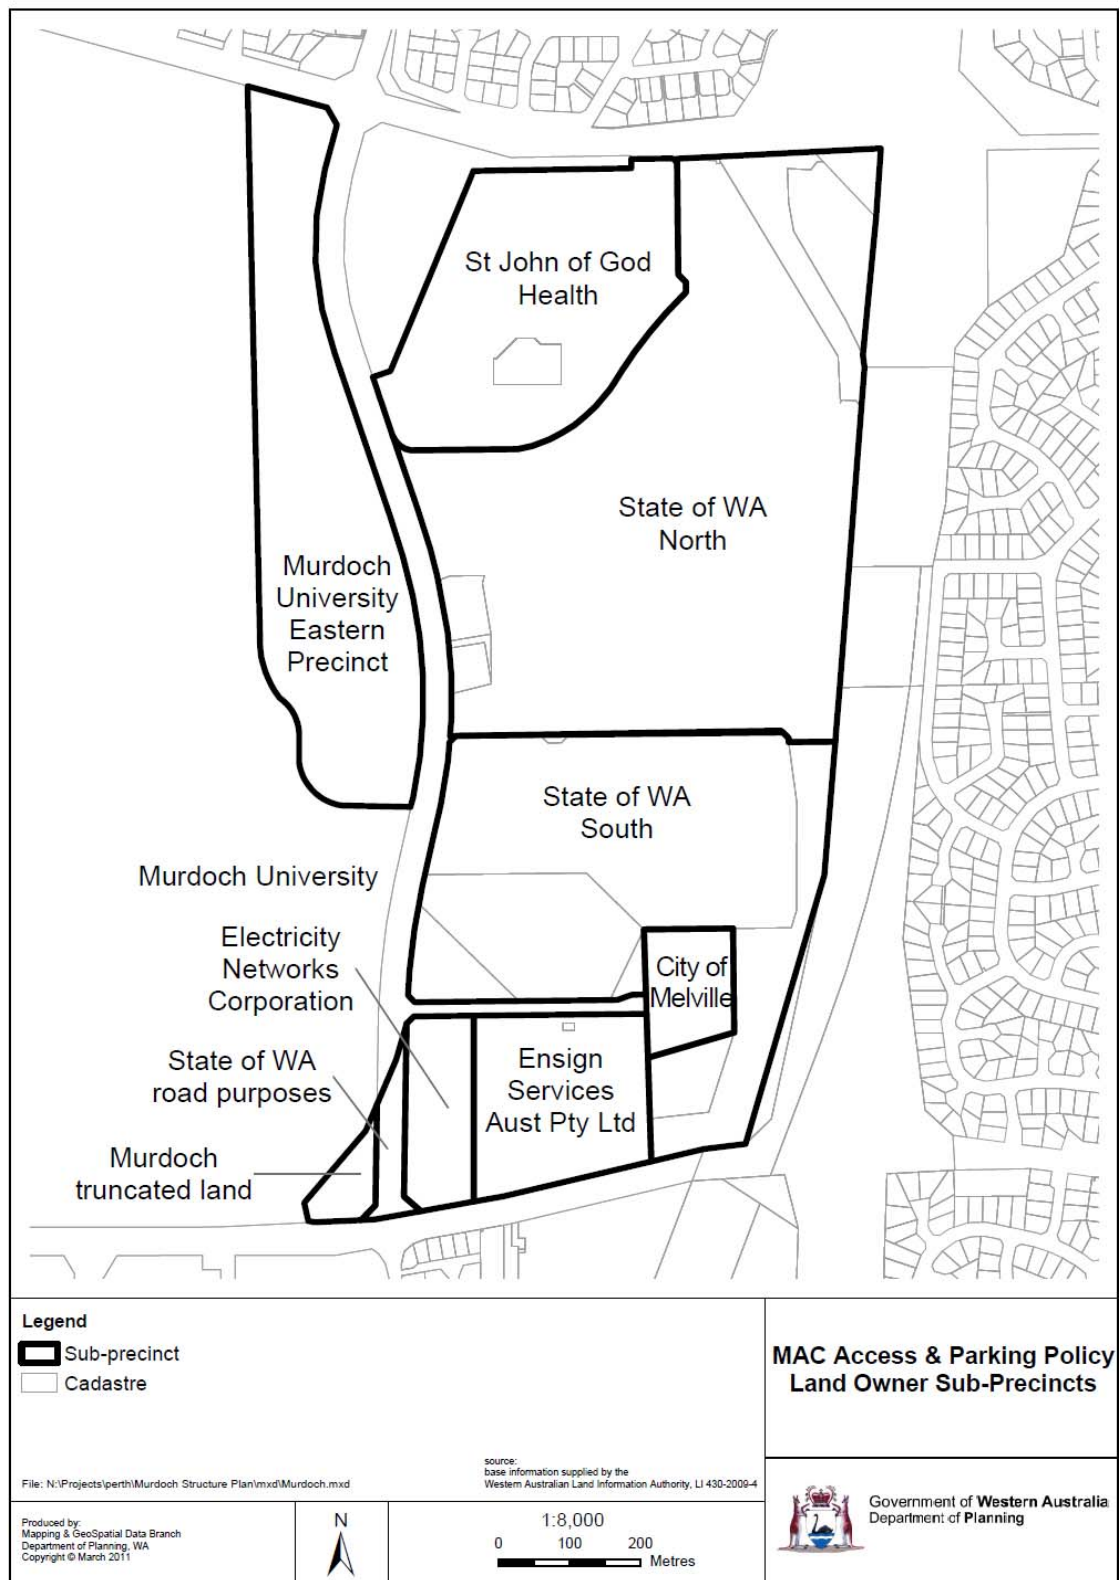 St John of God
Health
State of WA
North
Murdoch
University
Eastern
Precinct
State of WA
South
Murdoch University
Electricity
Networks
Corporation
City of
Melville
State of WA
road purposes
Ensign
Services
Aust Pty Ltd
Murdoch
truncated land
Legend
Sub-precinct
Cadastre
MAC Access & Parking Policy
Land Owner Sub-Precincts
File: N:\Projects\perth\Murdoch Structure Plan\mxd\Murdoch.mxd
source:
base information supplied by the
Western Australian Land Information Authority, LI 430-2009-4
Produced by:
Mapping & GeoSpatial Data Branch
Department of Planning, WA
Copyright © March 2011
N
1:8,000
0 100 200
Metres
Government of Western Australia
Department of Planning